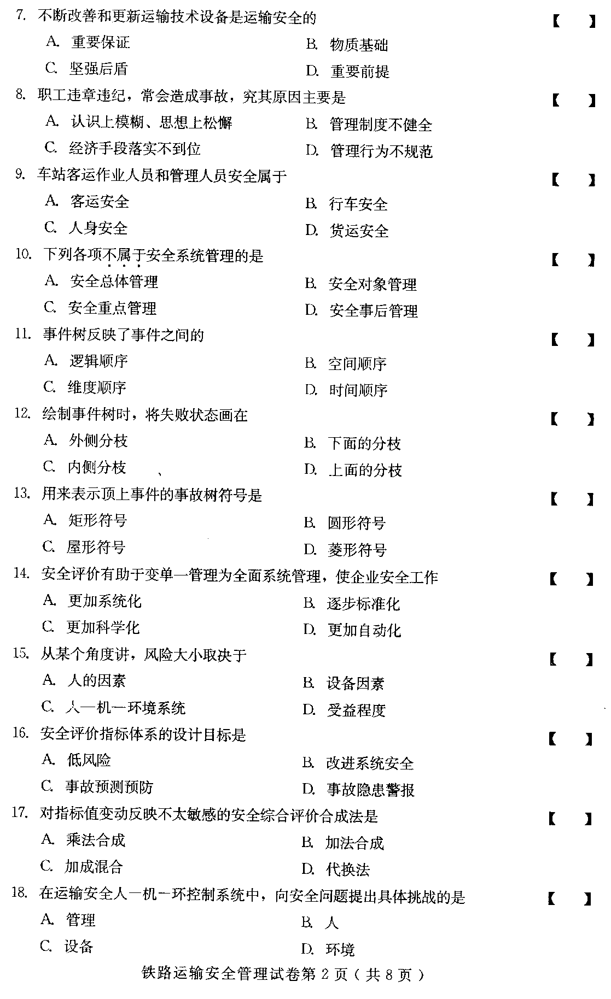 7. 不断改善和更新运输技术设备是运输安全的 【 】
A. 重要保证 B. 物质基础
C. 坚强后盾 D. 重要前提
8. 职工违章违纪，常会造成事故，究其原因主要是 【 】
A. 认识上模糊、思想上松懈 B. 管理制度不健全
C. 经济手段落实不到位 D. 管理行为不规范
9. 车站客运作业人员和管理人员安全属于 【 】
A. 客运安全 B. 行车安全
C. 人身安全 D. 货运安全
10. 下列各项不属于安全系统管理的是 【 】
A. 安全总体管理 B. 安全对象管理
C. 安全重点管理 D. 安全事后管理
11. 事件树反映了事件之间的 【 】
A. 逻辑顺序 B. 空间顺序
C. 维度顺序 D. 时间顺序
12. 绘制事件树时，将失败状态画在 【 】
A. 外侧分枝 B. 下面的分枝
C. 内侧分枝 D. 上面的分枝
13. 用来表示顶上事件的事故树符号是 【 】
A. 矩形符号 B. 圆形符号
C. 屋形符号 D. 菱形符号
14. 安全评价有助于变单一管理为全面系统管理，使企业安全工作 【 】
A. 更加系统化 B. 逐步标准化
C. 更加科学化 D. 更加自动化
15. 从某个角度讲，风险大小取决于 【 】
A. 人的因素 B. 设备因素
C. 人—机—环境系统 D. 受益程度
16. 安全评价指标体系的设计目标是 【 】
A. 低风险 B. 改进系统安全
C. 事故预测预防 D. 事故隐患警报
17. 对指标值变动反映不太敏感的安全综合评价合成法是 【 】
A. 乘法合成 B. 加法合成
C. 加成混合 D. 代换法
18. 在运输安全人－机－环控制系统中，向安全问题提出具体挑战的是 【 】
A. 管理 B. 人
C. 设备 D. 环境
铁路运输安全管理试卷第 2 页（共 8 页）